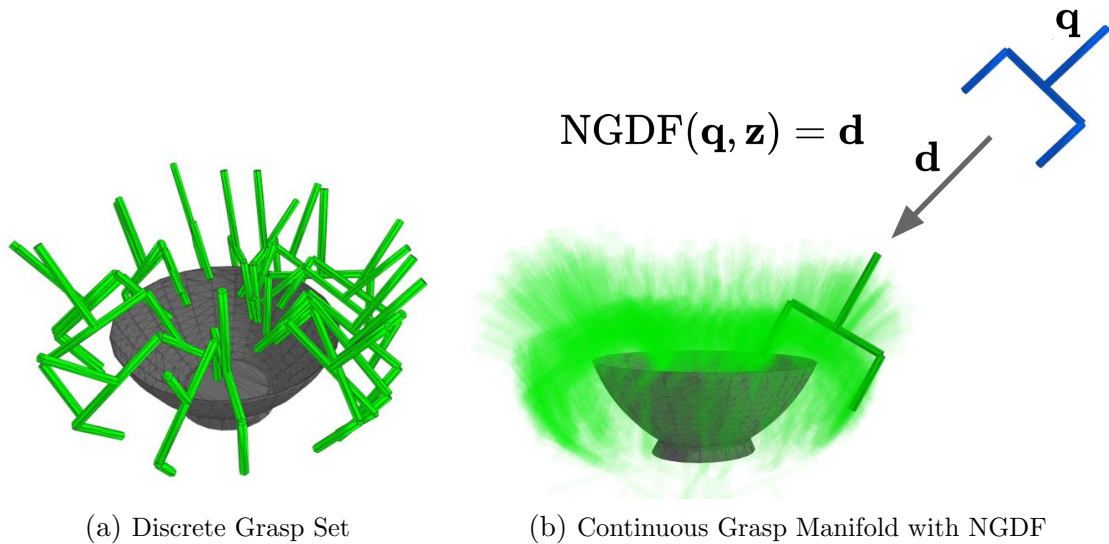 q
NGDF(q, z) = d
d
(a) Discrete Grasp Set
(b) Continuous Grasp Manifold with NGDF